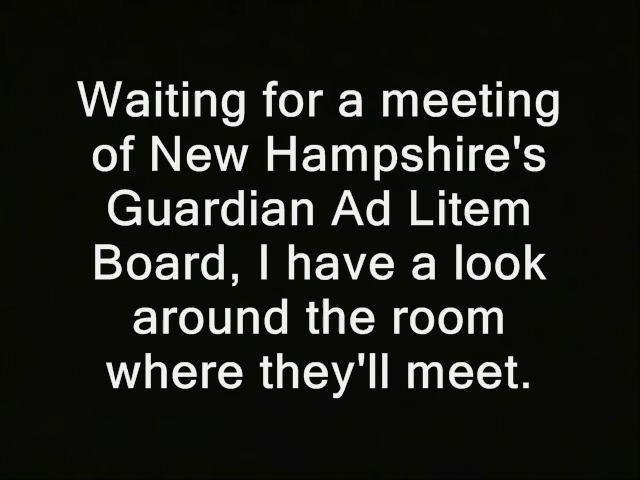 Waiting for a meeting
of New Hampshire's
Guardian Ad Litem
Board, I have a look
around the room
where they'll meet.